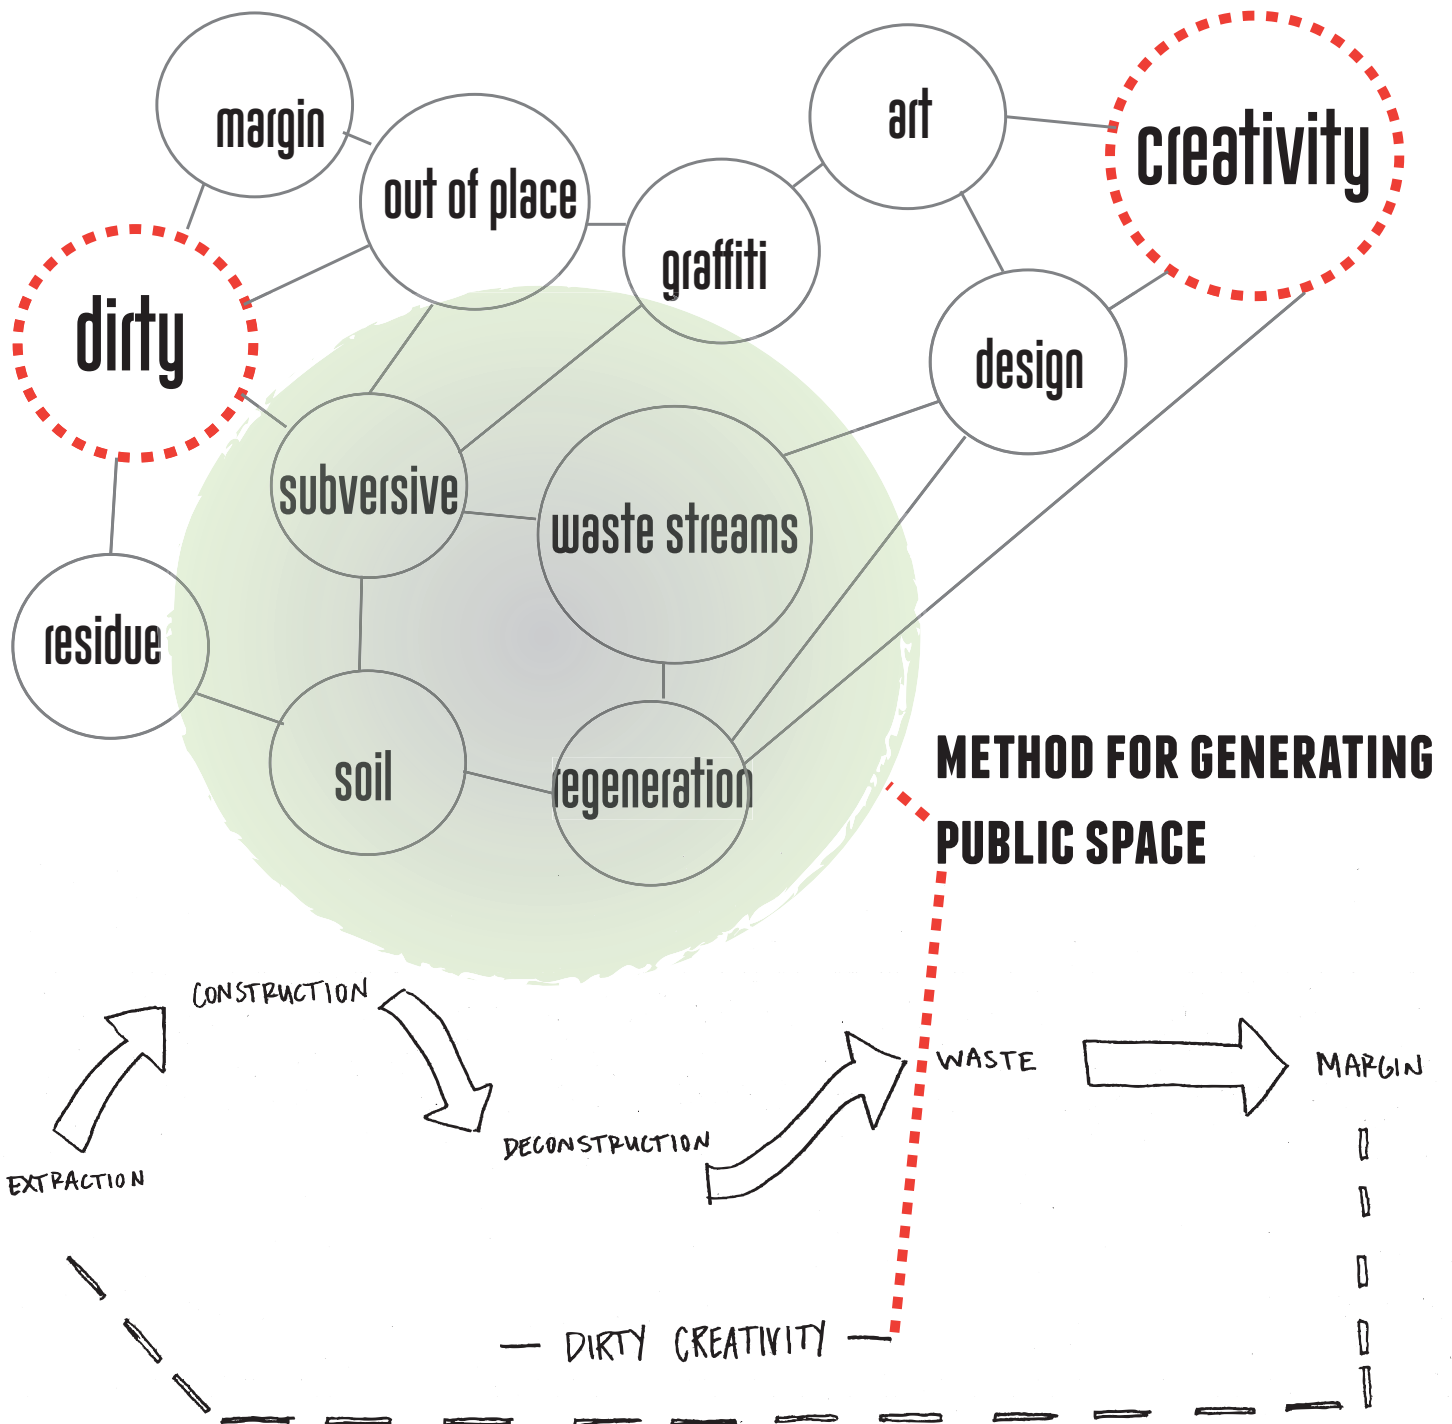 margin
art
creativity
out of place
graffiti
dirty
design
subversive
waste streams
residue
soil
regeneration
METHOD FOR GENERATING
PUBLIC SPACE
CONSTRUCTION
WASTE
MARGIN
DECONSTRUCTION
EXTRACTION
— DIRTY CREATIVITY —